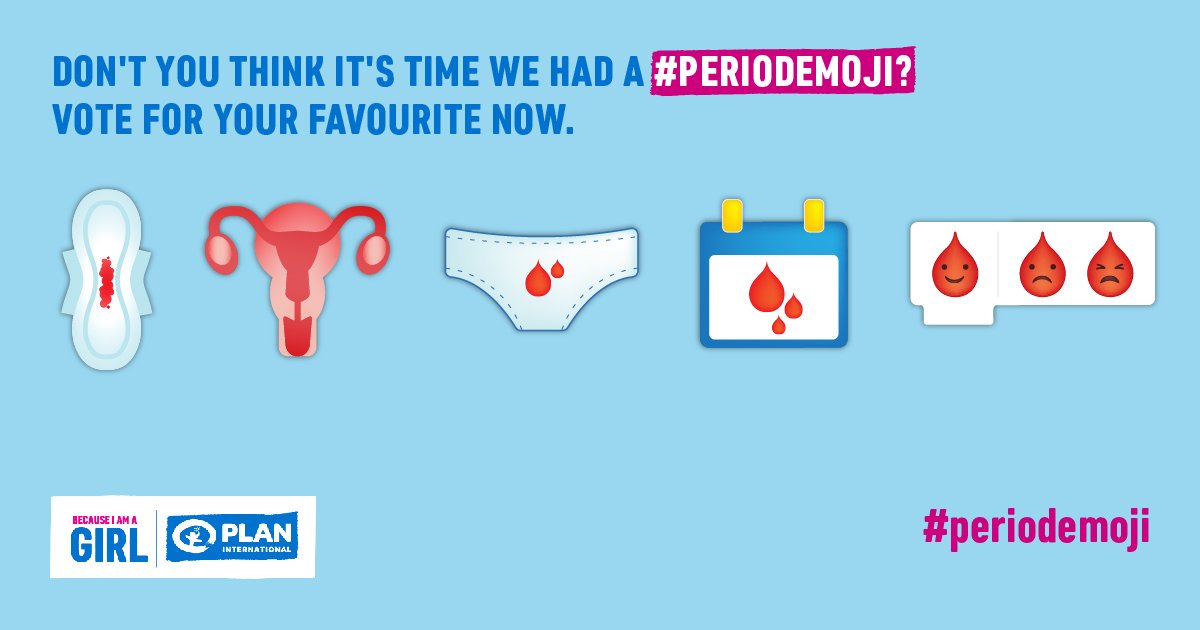 DON'T YOU THINK IT'S TIME WE HAD A #PERIODEMOJI?
VOTE FOR YOUR FAVOURITE NOW.
BECAUSE I AM A
GIRL
PLAN
INTERNATIONAL
#periodemoji